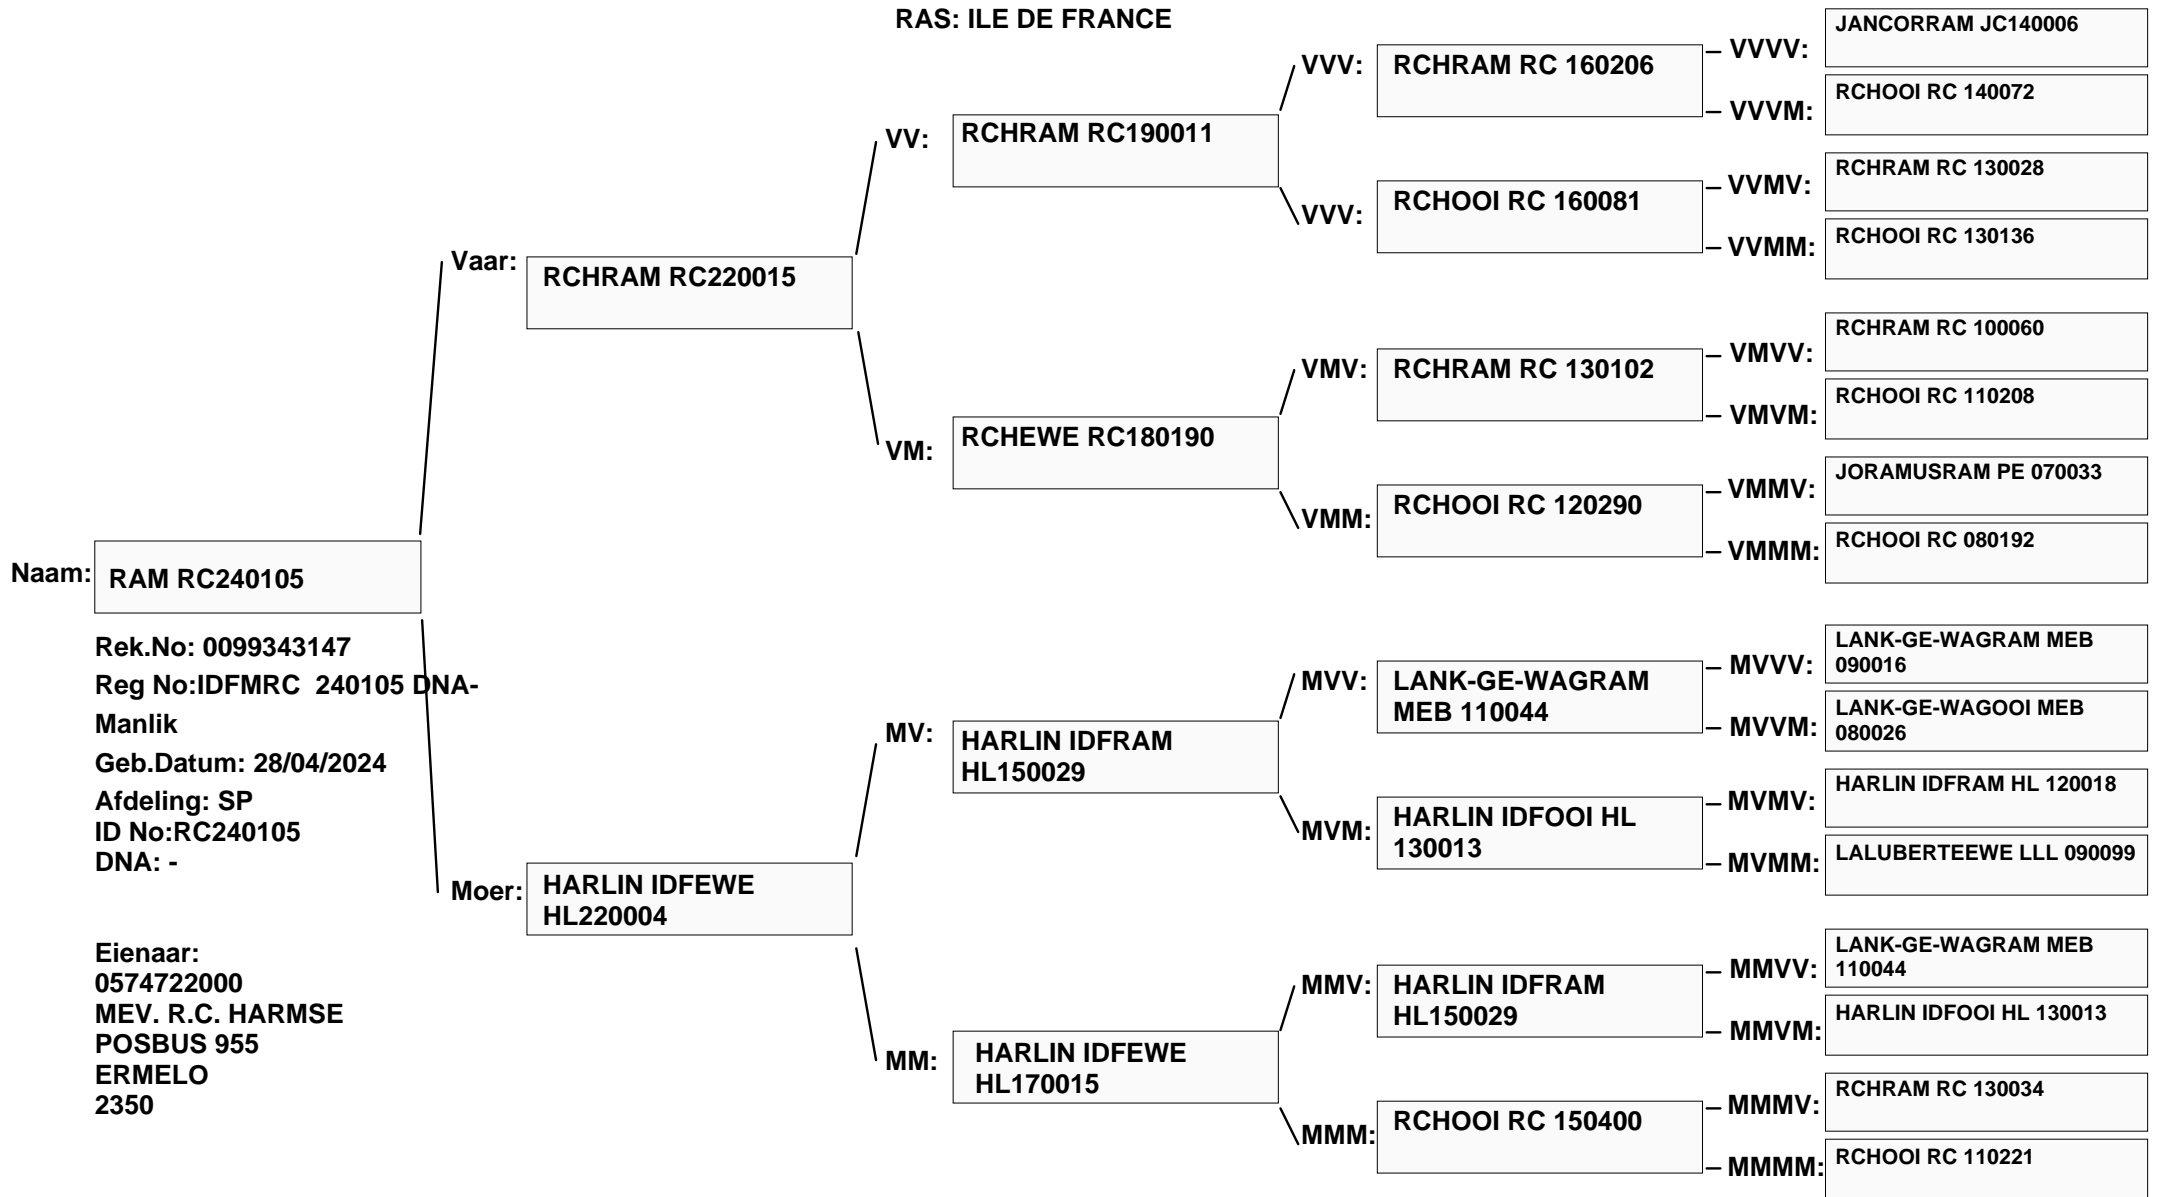 RAS: ILE DE FRANCE
Naam:
RAM RC240105
Rek.No: 0099343147
Reg No:IDFMRC  240105 DNA-
Manlik
Geb.Datum: 28/04/2024
Afdeling: SP
ID No:RC240105
DNA: -
Eienaar:
0574722000
MEV. R.C. HARMSE
POSBUS 955
ERMELO
2350
Vaar:
RCHRAM RC220015
Moer:
HARLIN IDFEWE
HL220004
VV:
RCHRAM RC190011
VM:
RCHEWE RC180190
MV:
HARLIN IDFRAM
HL150029
MM:
HARLIN IDFEWE
HL170015
VVV:
RCHRAM RC 160206
VVV:
RCHOOI RC 160081
VMV:
RCHRAM RC 130102
VMM:
RCHOOI RC 120290
MVV:
LANK-GE-WAGRAM
MEB 110044
MVM:
HARLIN IDFOOI HL
130013
MMV:
HARLIN IDFRAM
HL150029
MMM:
RCHOOI RC 150400
VVVV:
JANCORRAM JC140006
VVVM:
RCHOOI RC 140072
VVMV:
RCHRAM RC 130028
VVMM:
RCHOOI RC 130136
VMVV:
RCHRAM RC 100060
VMVM:
RCHOOI RC 110208
VMMV:
JORAMUSRAM PE 070033
VMMM:
RCHOOI RC 080192
MVVV:
LANK-GE-WAGRAM MEB
090016
MVVM:
LANK-GE-WAGOOI MEB
080026
MVMV:
HARLIN IDFRAM HL 120018
MVMM:
LALUBERTEEWE LLL 090099
MMVV:
LANK-GE-WAGRAM MEB
110044
MMVM:
HARLIN IDFOOI HL 130013
MMMV:
RCHRAM RC 130034
MMMM:
RCHOOI RC 110221